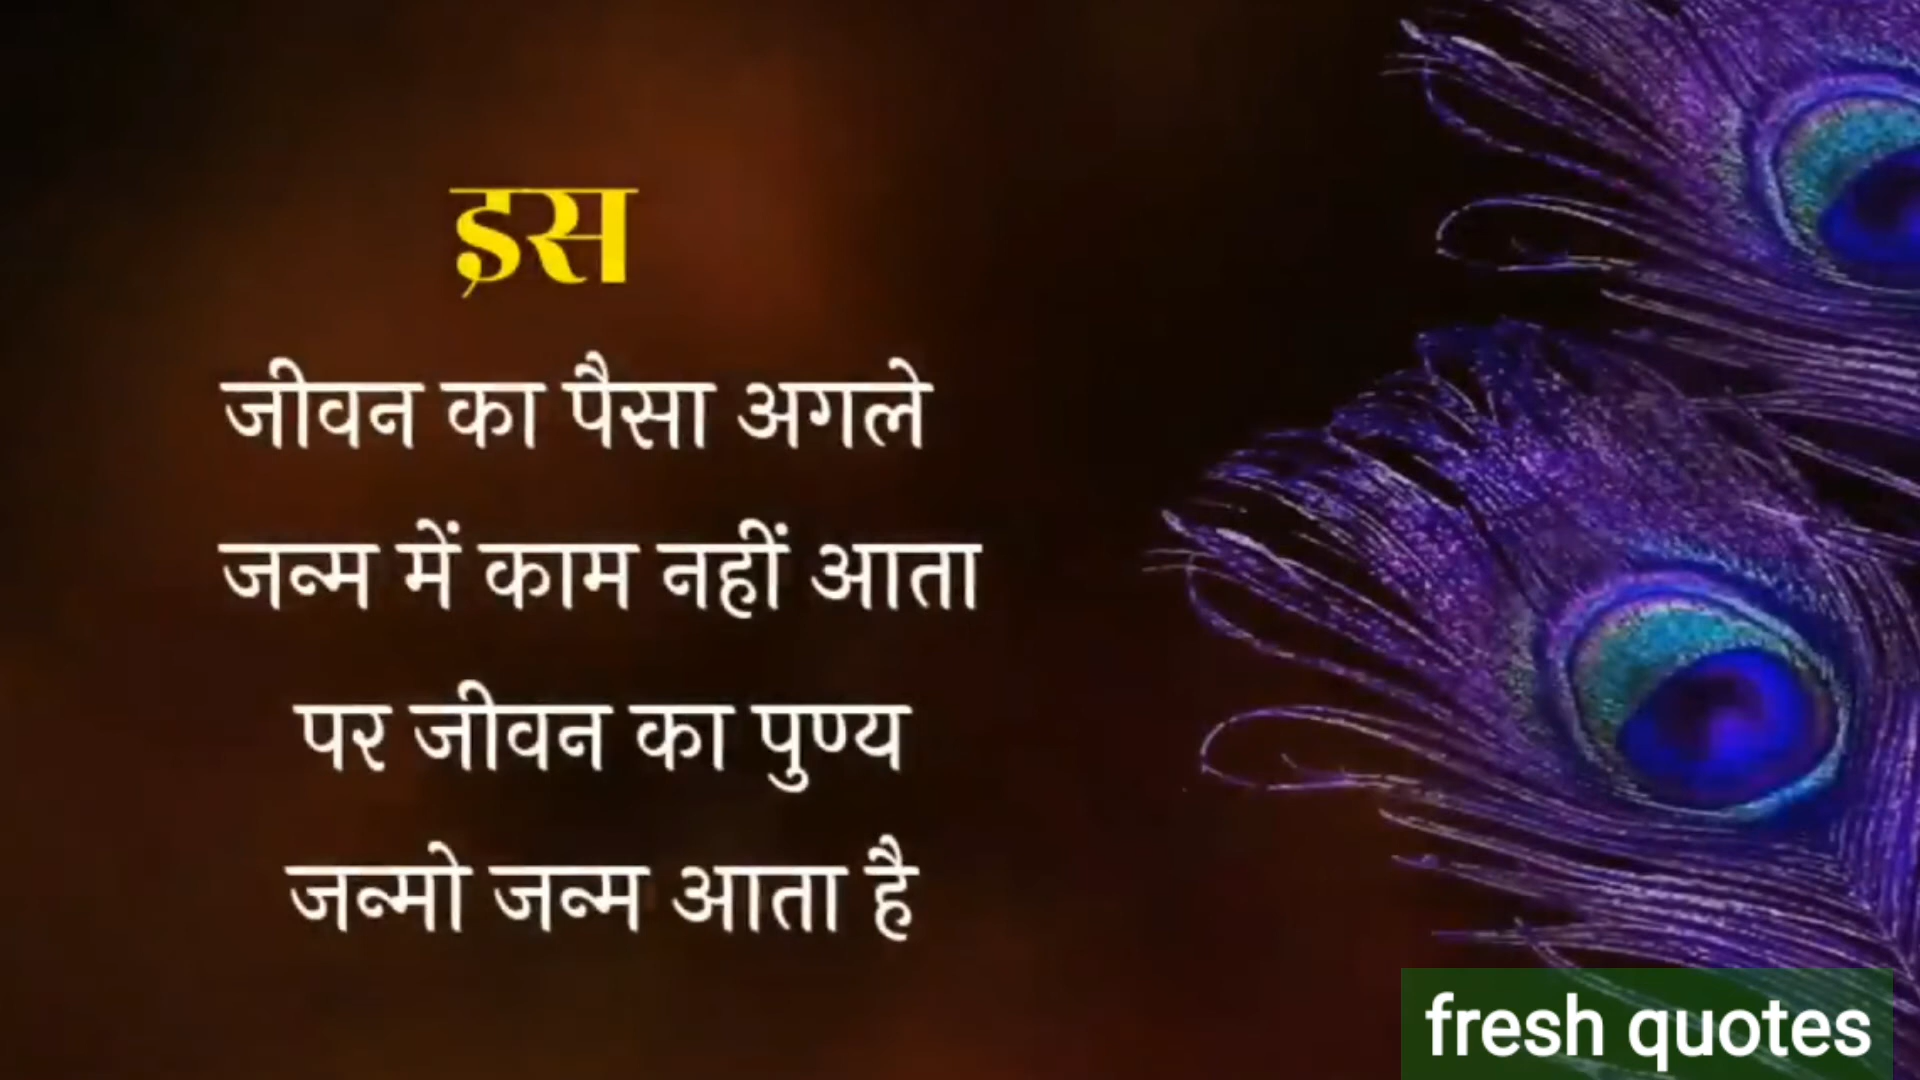 इस
जीवन का पैसा अगले
जन्म में काम नहीं आता
पर जीवन का पुण्य
जन्मो जन्म आता है
fresh quotes